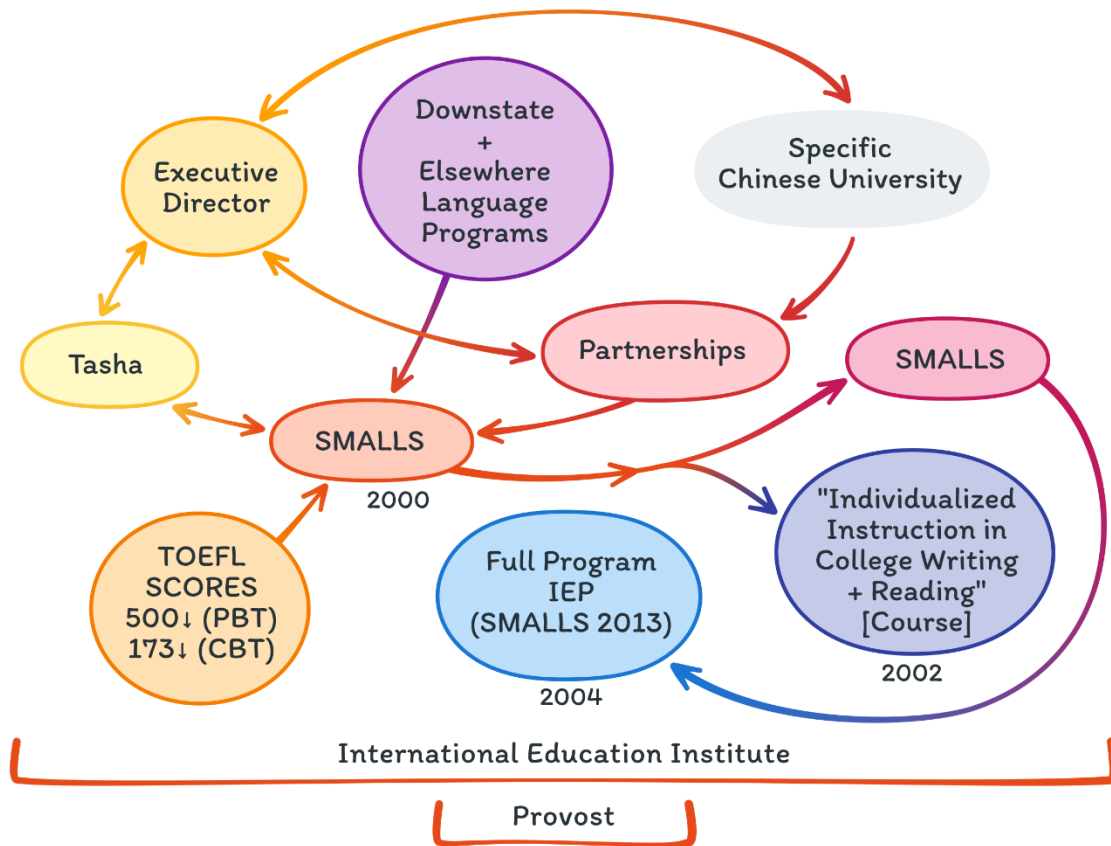 Executive
Director
Downstate
+
Elsewhere
Language
Programs
Specific
Chinese University
Tasha
Partnerships
SMALLS
SMALLS
2000
TOEFL
SCORES
500↓ (PBT)
173↓ (CBT)
Full Program
IEP
(SMALLS 2013)
2004
"Individualized
Instruction in
College Writing
+ Reading"
[Course]
2002
International Education Institute
Provost